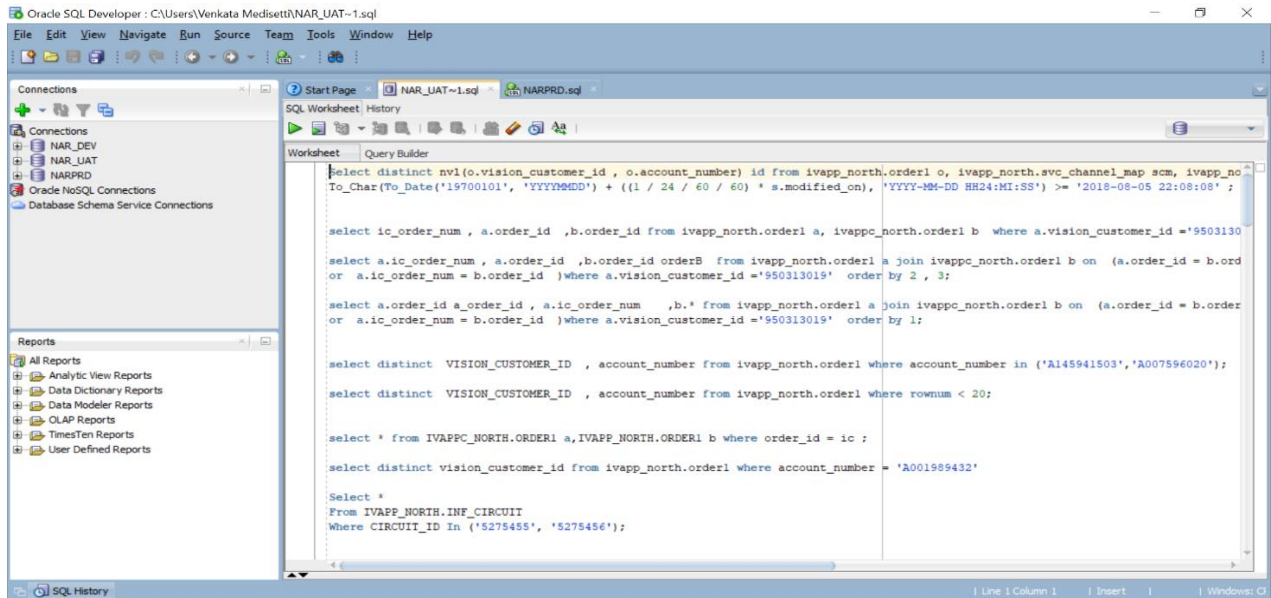 Oracle SQL Developer : C:\Users\Venkata Medisetti\NAR_UAT~1.sql
File Edit View Navigate Run Source Team Tools Window Help
Connections
Connections
NAR_DEV
NAR_UAT
NARPRD
Oracle NoSQL Connections
Database Schema Service Connections
Reports
All Reports
Analytic View Reports
Data Dictionary Reports
Data Modeler Reports
OLAP Reports
TimesTen Reports
User Defined Reports
Start Page NAR_UAT~1.sql NARPRD.sql
SQL Worksheet History
Worksheet Query Builder
Select distinct nvl(o.vision_customer_id , o.account_number) id from ivapp_north.order1 o, ivapp_north.svc_channel_map scm, ivapp_no
To_Char(To_Date('19700101', 'YYYYMMDD') + ((1 / 24 / 60 / 60) * s.modified_on), 'YYYY-MM-DD HH24:MI:SS') >= '2018-08-05 22:08:08' ;
select ic_order_num , a.order_id ,b.order_id from ivapp_north.order1 a, ivappc_north.order1 b where a.vision_customer_id ='9503130
select a.ic_order_num , a.order_id ,b.order_id orderB from ivapp_north.order1 a join ivappc_north.order1 b on (a.order_id = b.ord
or a.ic_order_num = b.order_id )where a.vision_customer_id ='950313019' order by 2 , 3;
select a.order_id a_order_id , a.ic_order_num ,b.* from ivapp_north.order1 a join ivappc_north.order1 b on (a.order_id = b.order
or a.ic_order_num = b.order_id )where a.vision_customer_id ='950313019' order by 1;
select distinct VISION_CUSTOMER_ID , account_number from ivapp_north.order1 where account_number in ('A145941503','A007596020');
select distinct VISION_CUSTOMER_ID , account_number from ivapp_north.order1 where rownum < 20;
select * from IVAPPC_NORTH.ORDER1 a,IVAPP_NORTH.ORDER1 b where order_id = ic ;
select distinct vision_customer_id from ivapp_north.order1 where account_number = 'A001989432'
Select *
From IVAPP_NORTH.INF_CIRCUIT
Where CIRCUIT_ID In ('5275455', '5275456');
SQL History
Line 1 Column 1 | Insert | | Windows: C